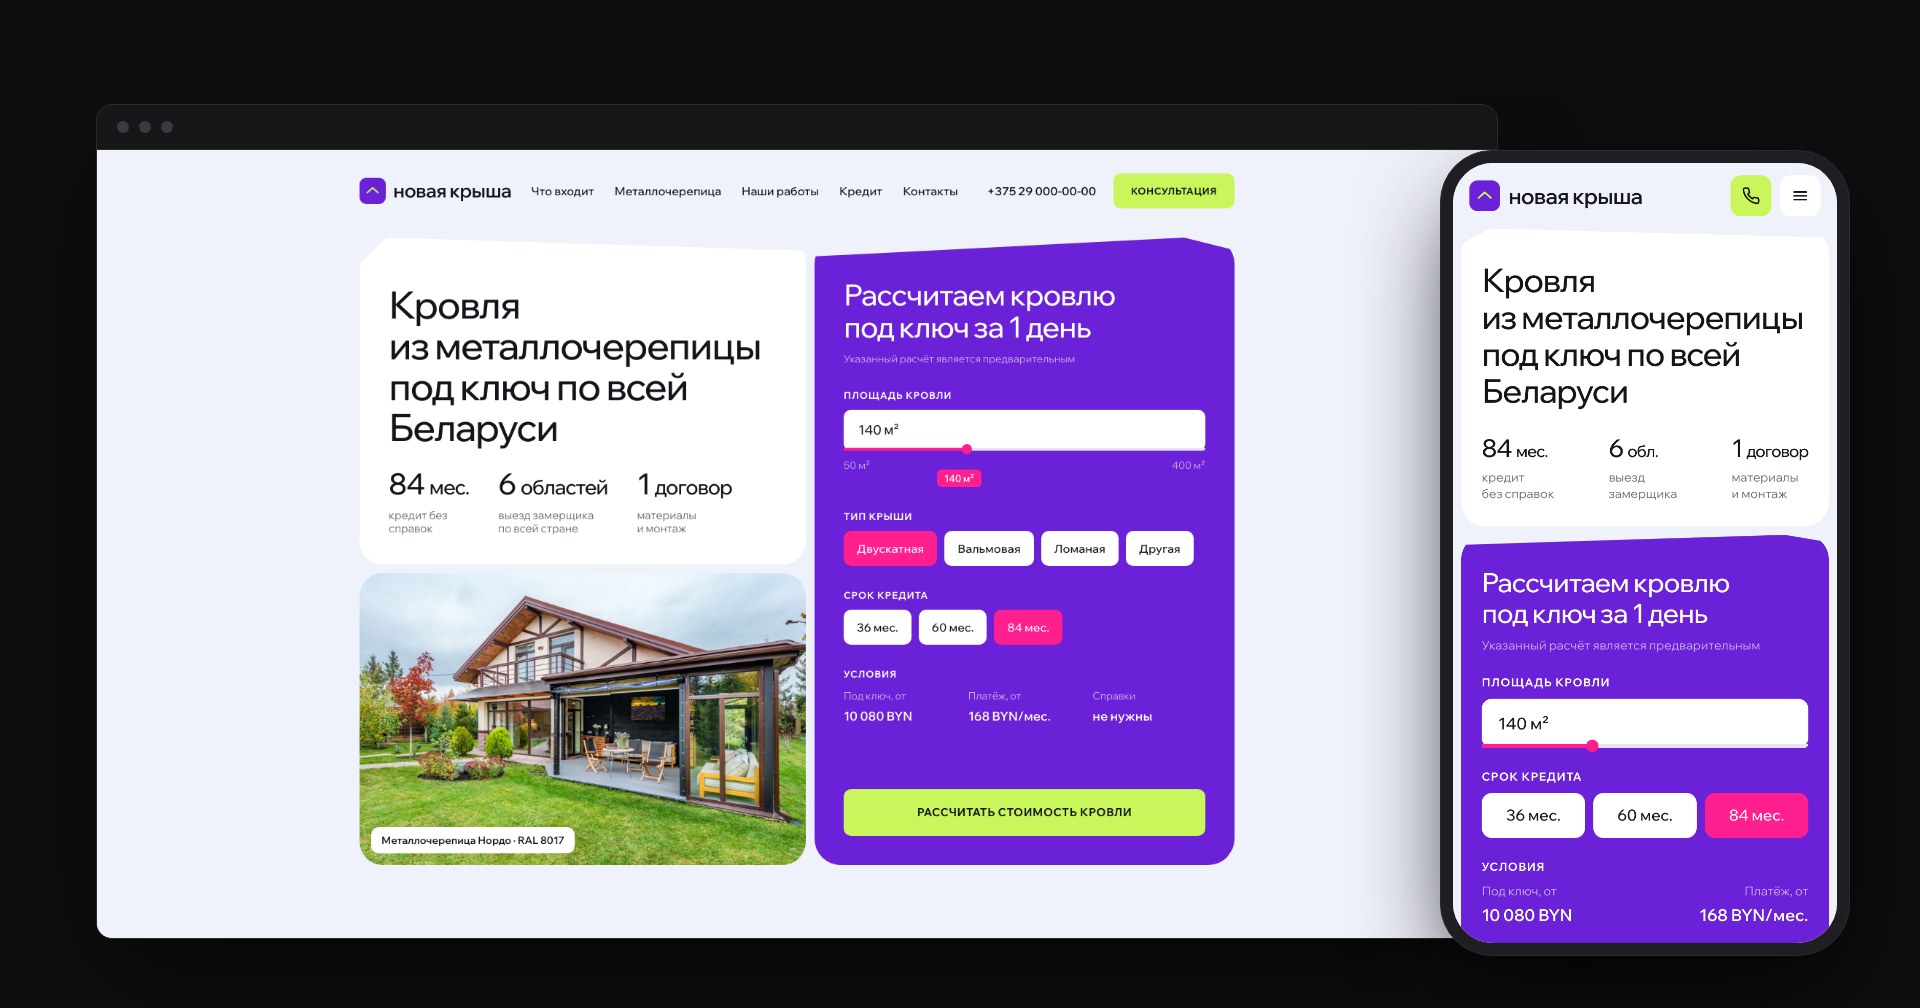 новая крыша
Что входит
Металлочерепица
Наши работы
Кредит
Контакты
+375 29 000-00-00
КОНСУЛЬТАЦИЯ
Кровля
из металлочерепицы
под ключ по всей
Беларуси
84 мес.
кредит без
справок
6 областей
выезд замерщика
по всей стране
1 договор
материалы
и монтаж
Металлочерепица Нордо · RAL 8017
Рассчитаем кровлю
под ключ за 1 день
Указанный расчёт является предварительным
ПЛОЩАДЬ КРОВЛИ
140 м²
50 м²
400 м²
140 м²
ТИП КРЫШИ
Двускатная
Вальмовая
Ломаная
Другая
СРОК КРЕДИТА
36 мес.
60 мес.
84 мес.
УСЛОВИЯ
Под ключ, от
10 080 BYN
Платёж, от
168 BYN/мес.
Справки
не нужны
РАССЧИТАТЬ СТОИМОСТЬ КРОВЛИ
новая крыша
Кровля
из металлочерепицы
под ключ по всей
Беларуси
84 мес.
кредит
без справок
6 обл.
выезд
замерщика
1 договор
материалы
и монтаж
Рассчитаем кровлю
под ключ за 1 день
Указанный расчёт является предварительным
ПЛОЩАДЬ КРОВЛИ
140 м²
СРОК КРЕДИТА
36 мес.
60 мес.
84 мес.
УСЛОВИЯ
Под ключ, от
10 080 BYN
Платёж, от
168 BYN/мес.